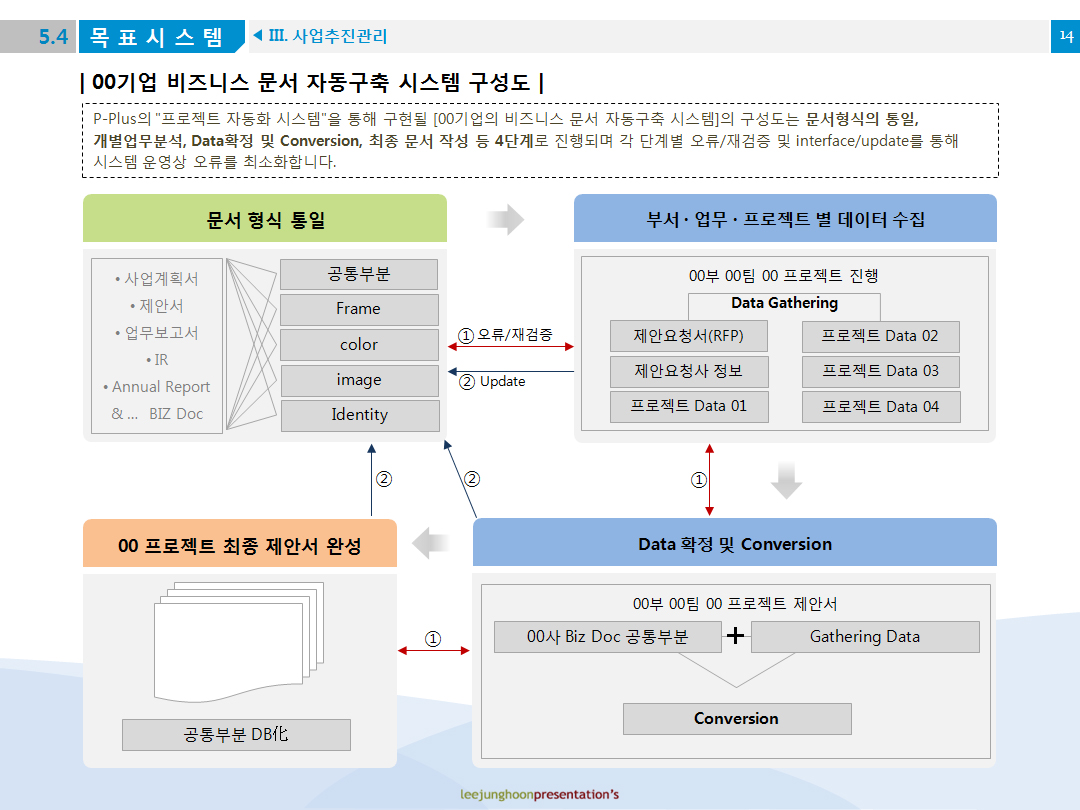 5.4 목표시스템 ◀ III. 사업추진관리 14
| 00기업 비즈니스 문서 자동구축 시스템 구성도 |
P-Plus의 "프로젝트 자동화 시스템"을 통해 구현될 [00기업의 비즈니스 문서 자동구축 시스템]의 구성도는 문서형식의 통일,
개별업무분석, Data확정 및 Conversion, 최종 문서 작성 등 4단계로 진행되며 각 단계별 오류/재검증 및 interface/update를 통해
시스템 운영상 오류를 최소화합니다.
문서 형식 통일
• 사업계획서
• 제안서
• 업무보고서
• IR
• Annual Report
& ... BIZ Doc
공통부분
Frame
color
image
Identity
① 오류/재검증
② Update
부서 · 업무 · 프로젝트 별 데이터 수집
00부 00팀 00 프로젝트 진행
Data Gathering
제안요청서(RFP)
제안요청사 정보
프로젝트 Data 01
프로젝트 Data 02
프로젝트 Data 03
프로젝트 Data 04
②
②
①
00 프로젝트 최종 제안서 완성
공통부분 DB化
①
Data 확정 및 Conversion
00부 00팀 00 프로젝트 제안서
00사 Biz Doc 공통부분 + Gathering Data
Conversion
leejunghoonpresentation's